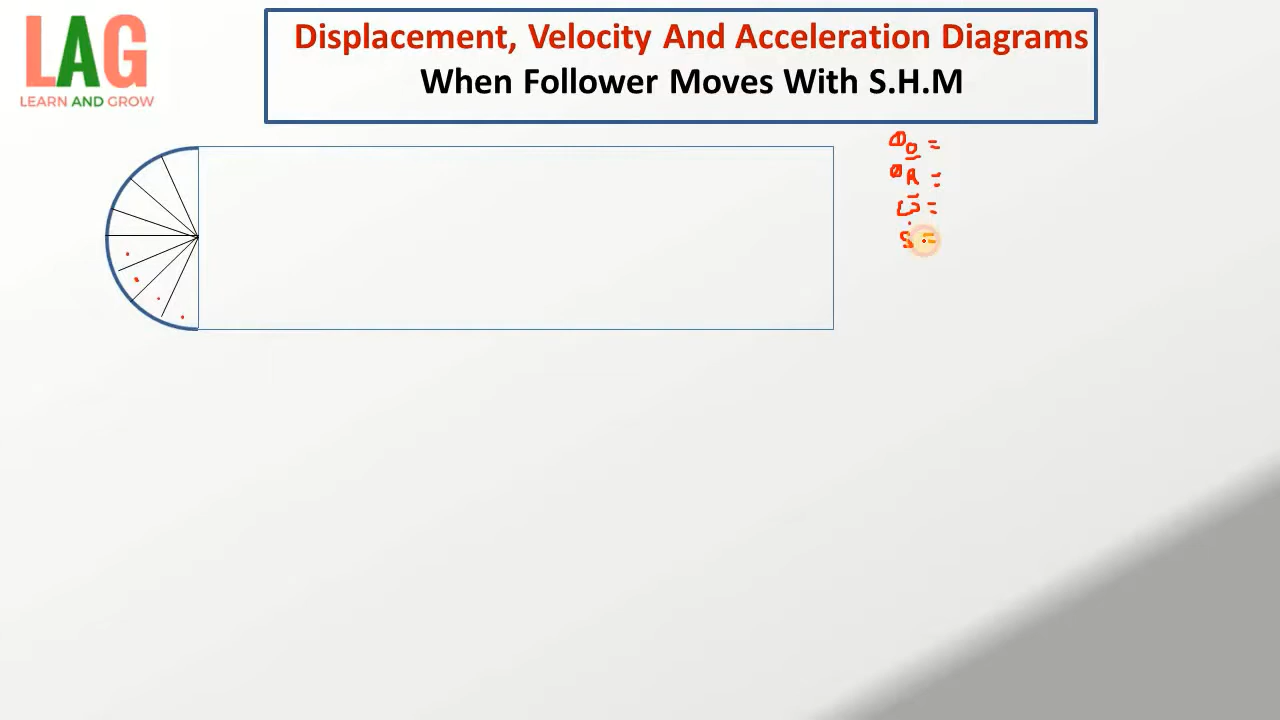 LAG
LEARN AND GROW
Displacement, Velocity And Acceleration Diagrams
When Follower Moves With S.H.M
θO =
θR =
ω =
S =